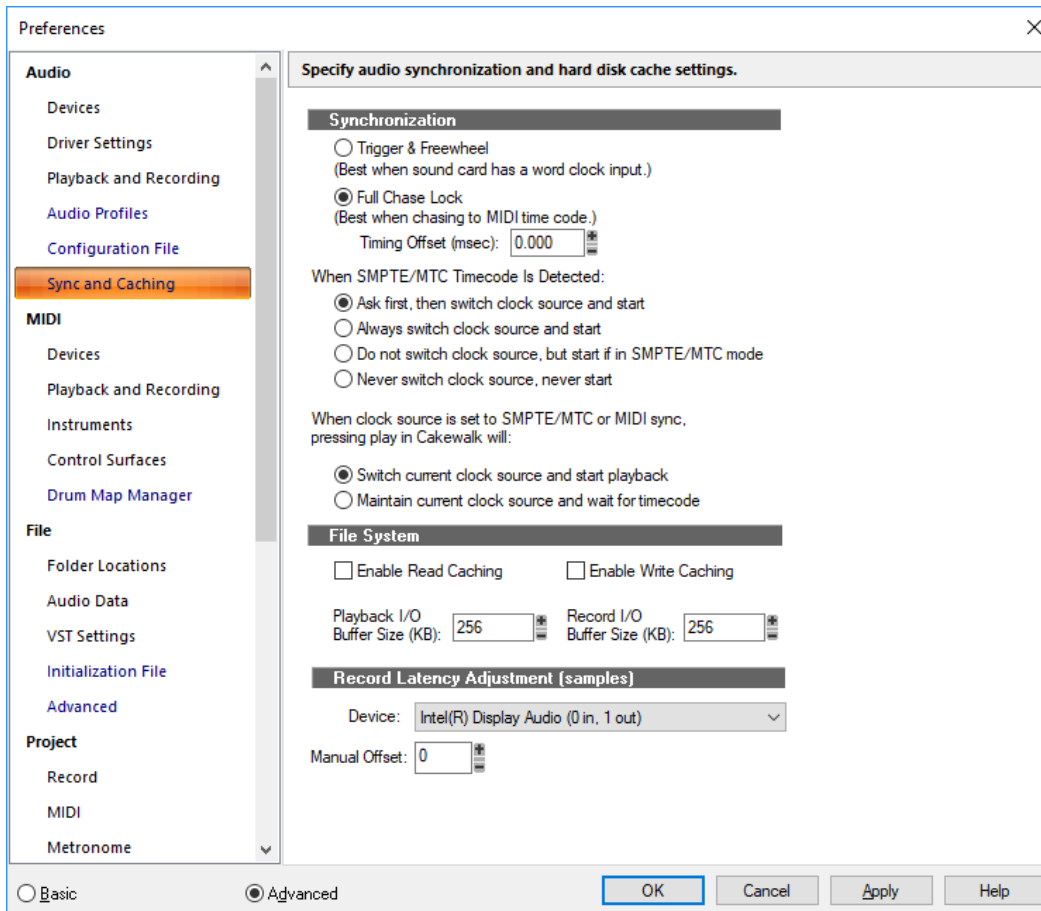 Preferences
Audio
Devices
Driver Settings
Playback and Recording
Audio Profiles
Configuration File
Sync and Caching
MIDI
Devices
Playback and Recording
Instruments
Control Surfaces
Drum Map Manager
File
Folder Locations
Audio Data
VST Settings
Initialization File
Advanced
Project
Record
MIDI
Metronome
Specify audio synchronization and hard disk cache settings.
Synchronization
Trigger & Freewheel
(Best when sound card has a word clock input.)
Full Chase Lock
(Best when chasing to MIDI time code.)
Timing Offset (msec): 0.000
When SMPTE/MTC Timecode Is Detected:
Ask first, then switch clock source and start
Always switch clock source and start
Do not switch clock source, but start if in SMPTE/MTC mode
Never switch clock source, never start
When clock source is set to SMPTE/MTC or MIDI sync,
pressing play in Cakewalk will:
Switch current clock source and start playback
Maintain current clock source and wait for timecode
File System
Enable Read Caching Enable Write Caching
Playback I/O
Buffer Size (KB): 256
Record I/O
Buffer Size (KB): 256
Record Latency Adjustment (samples)
Device: Intel(R) Display Audio (0 in, 1 out)
Manual Offset: 0
Basic Advanced OK Cancel Apply Help